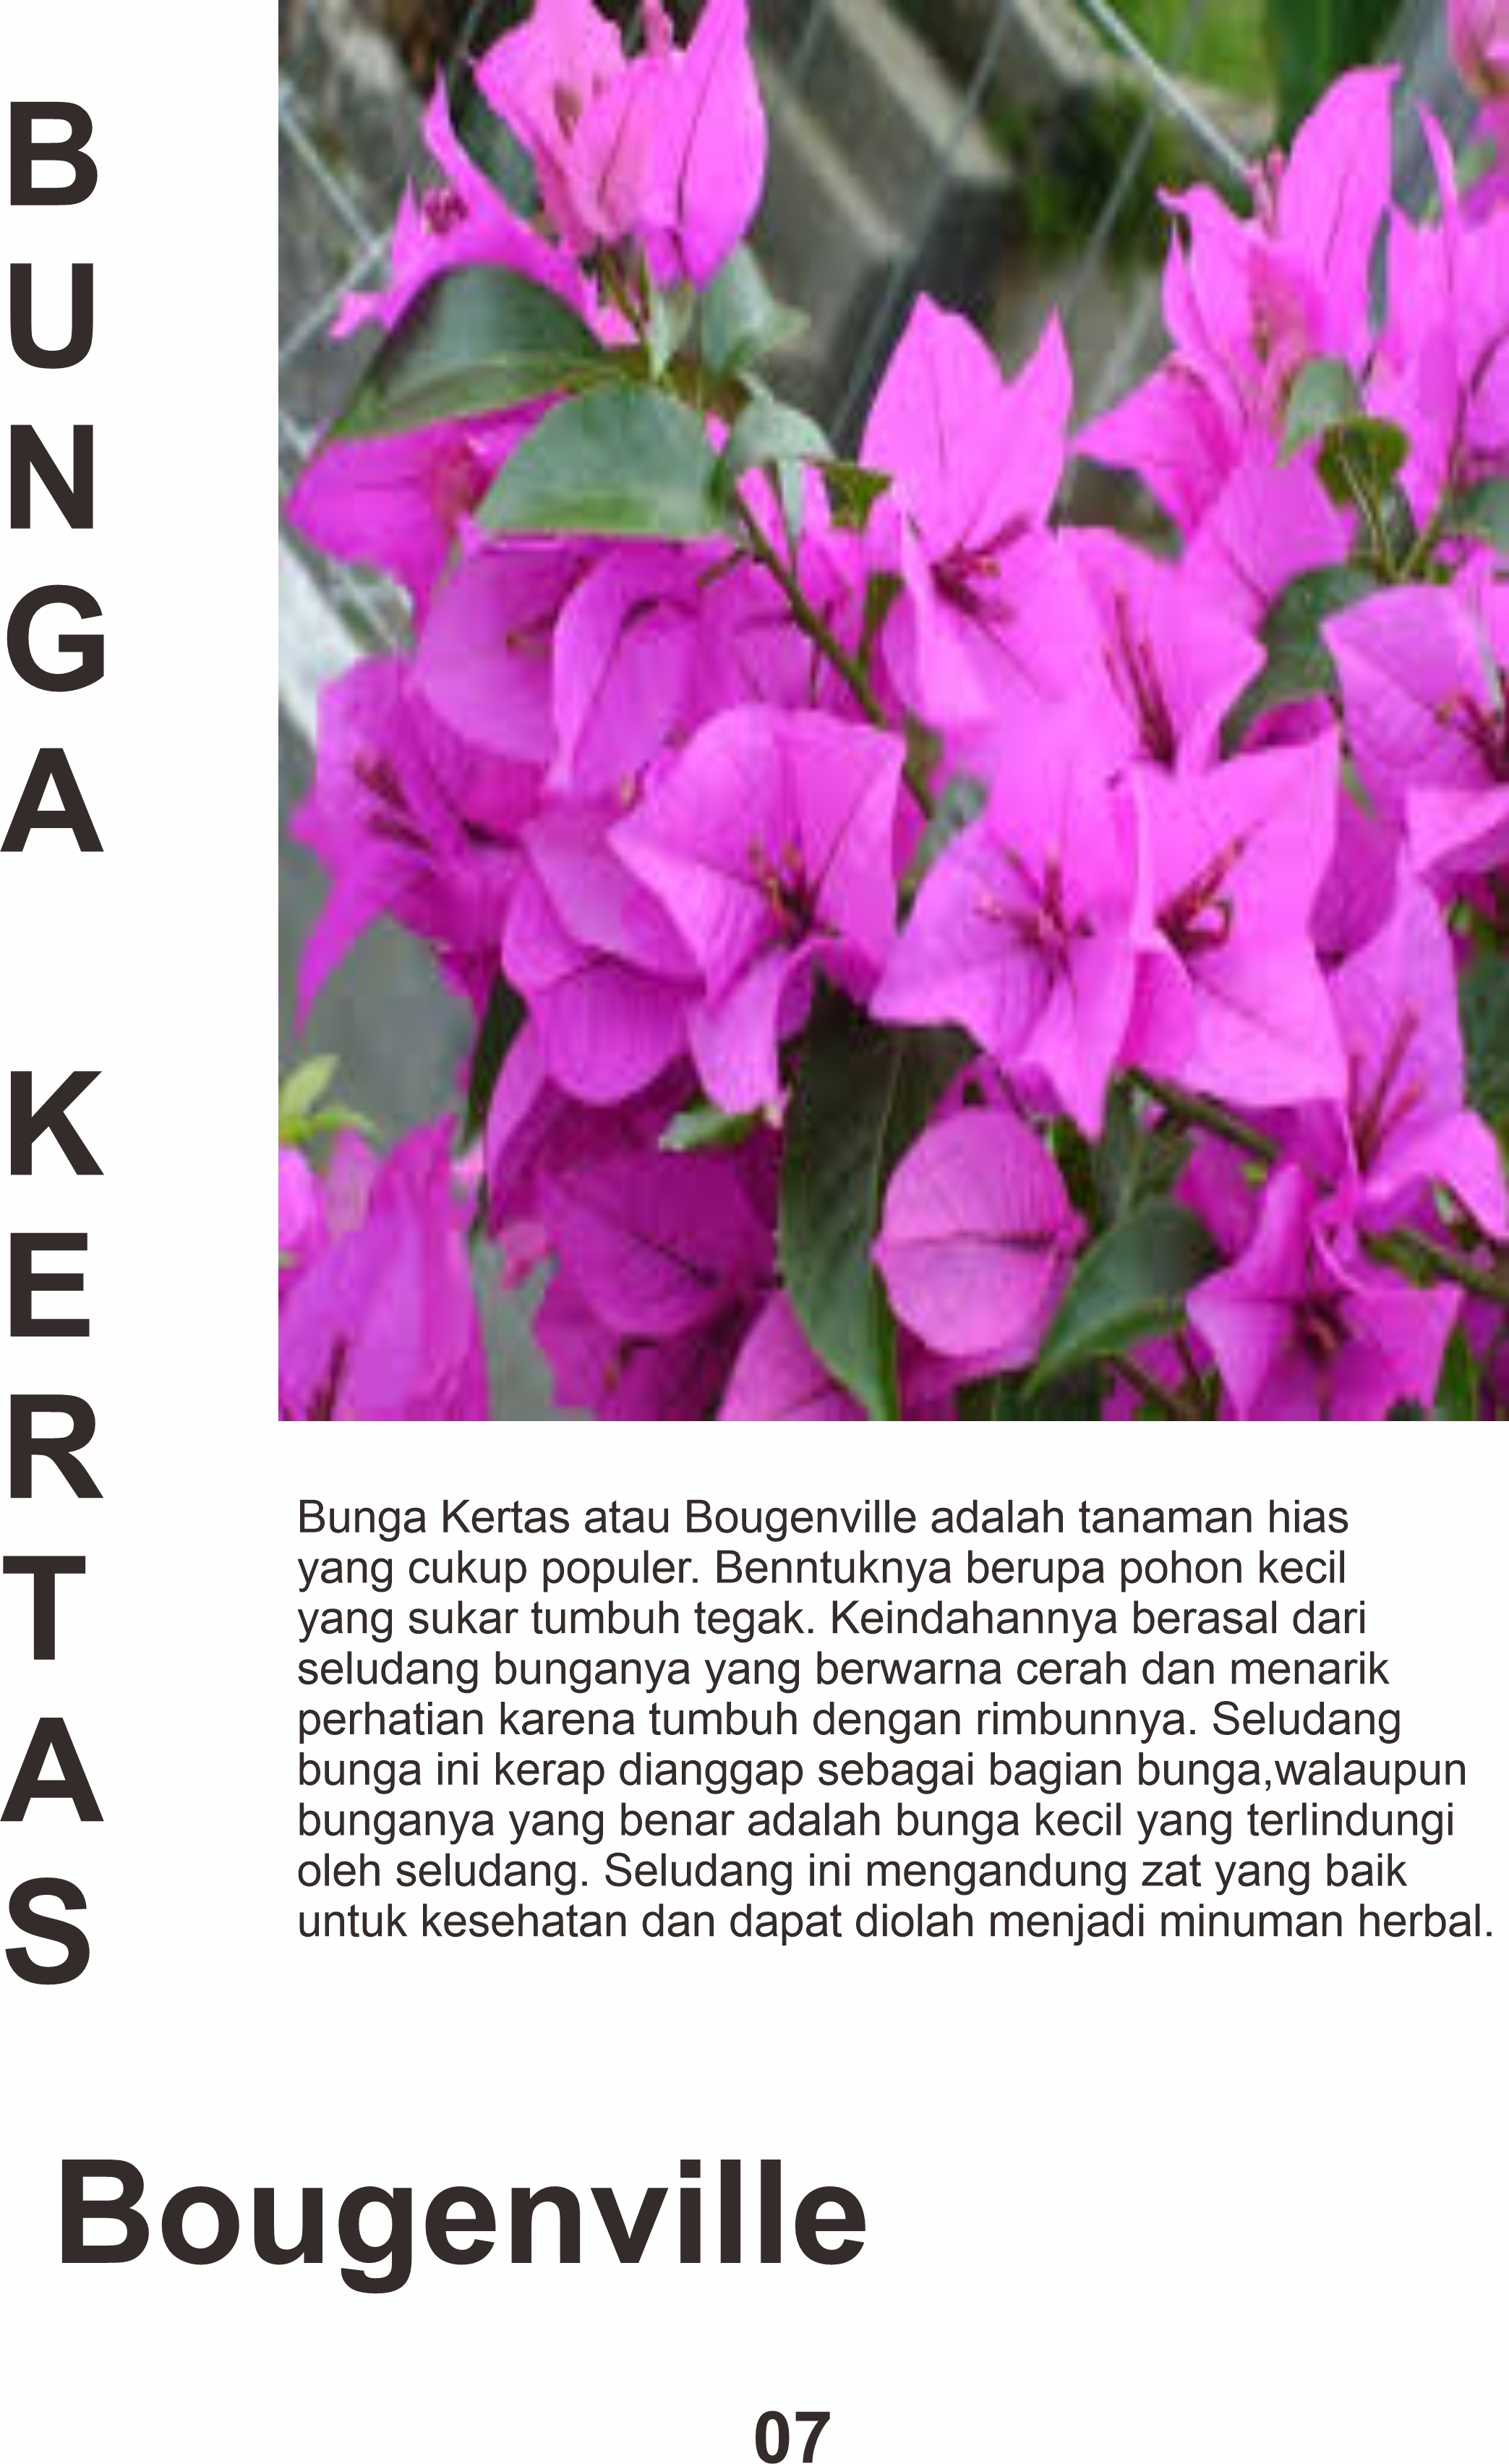 BUNGA KERTAS
Bunga Kertas atau Bougenville adalah tanaman hias
yang cukup populer. Benntuknya berupa pohon kecil
yang sukar tumbuh tegak. Keindahannya berasal dari
seludang bunganya yang berwarna cerah dan menarik
perhatian karena tumbuh dengan rimbunnya. Seludang
bunga ini kerap dianggap sebagai bagian bunga,walaupun
bunganya yang benar adalah bunga kecil yang terlindungi
oleh seludang. Seludang ini mengandung zat yang baik
untuk kesehatan dan dapat diolah menjadi minuman herbal.
Bougenville
07